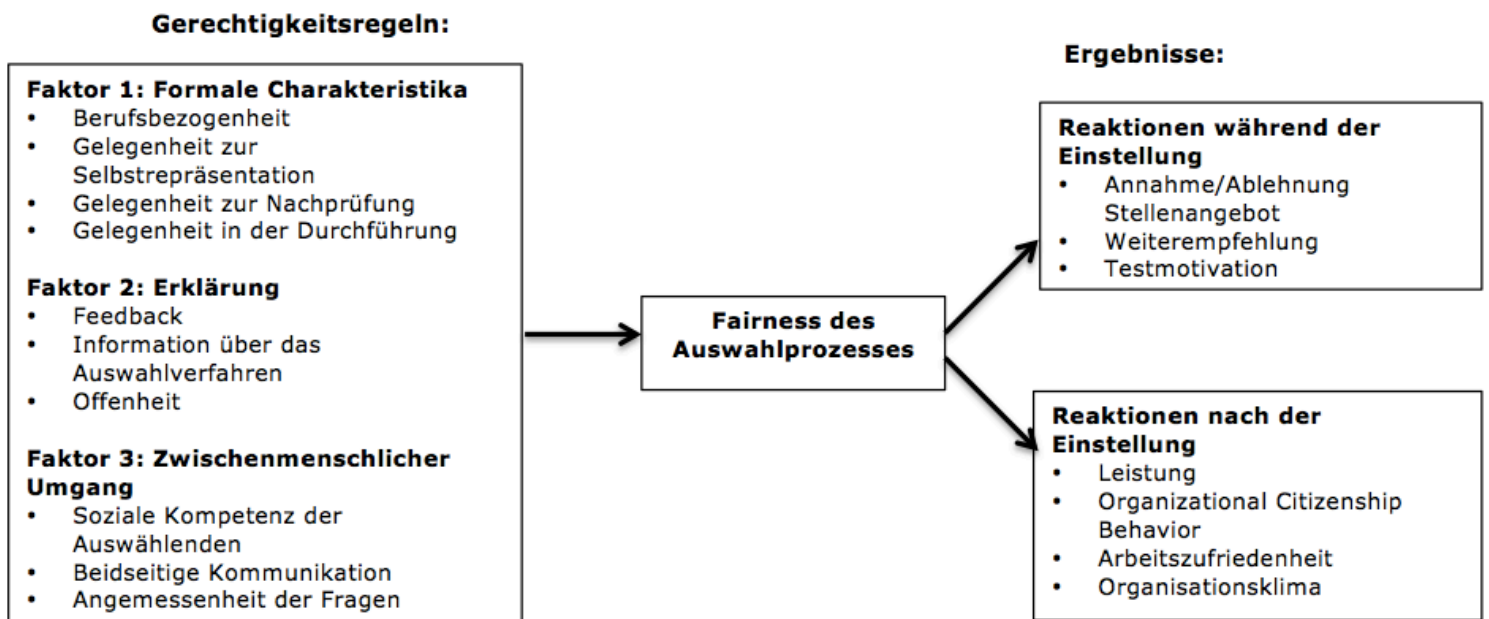 Gerechtigkeitsregeln:
Faktor 1: Formale Charakteristika
• Berufsbezogenheit
• Gelegenheit zur
Selbstrepräsentation
• Gelegenheit zur Nachprüfung
• Gelegenheit in der Durchführung
Faktor 2: Erklärung
• Feedback
• Information über das
Auswahlverfahren
• Offenheit
Faktor 3: Zwischenmenschlicher
Umgang
• Soziale Kompetenz der
Auswählenden
• Beidseitige Kommunikation
• Angemessenheit der Fragen
Fairness des
Auswahlprozesses
Ergebnisse:
Reaktionen während der
Einstellung
• Annahme/Ablehnung
Stellenangebot
• Weiterempfehlung
• Testmotivation
Reaktionen nach der
Einstellung
• Leistung
• Organizational Citizenship
Behavior
• Arbeitszufriedenheit
• Organisationsklima